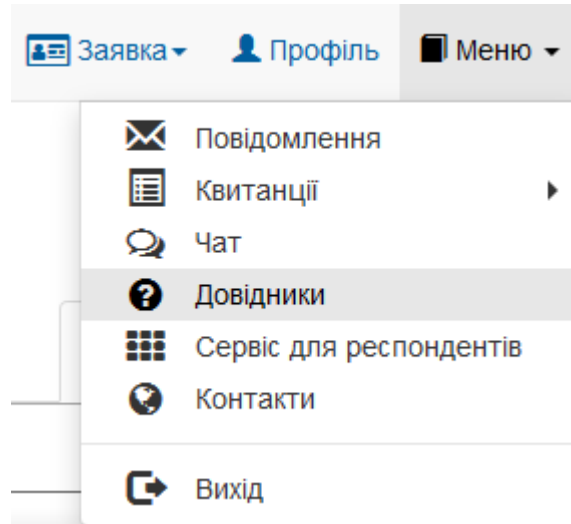 Заявка Профіль Меню
Повідомлення
Квитанції
Чат
Довідники
Сервіс для респондентів
Контакти
Вихід